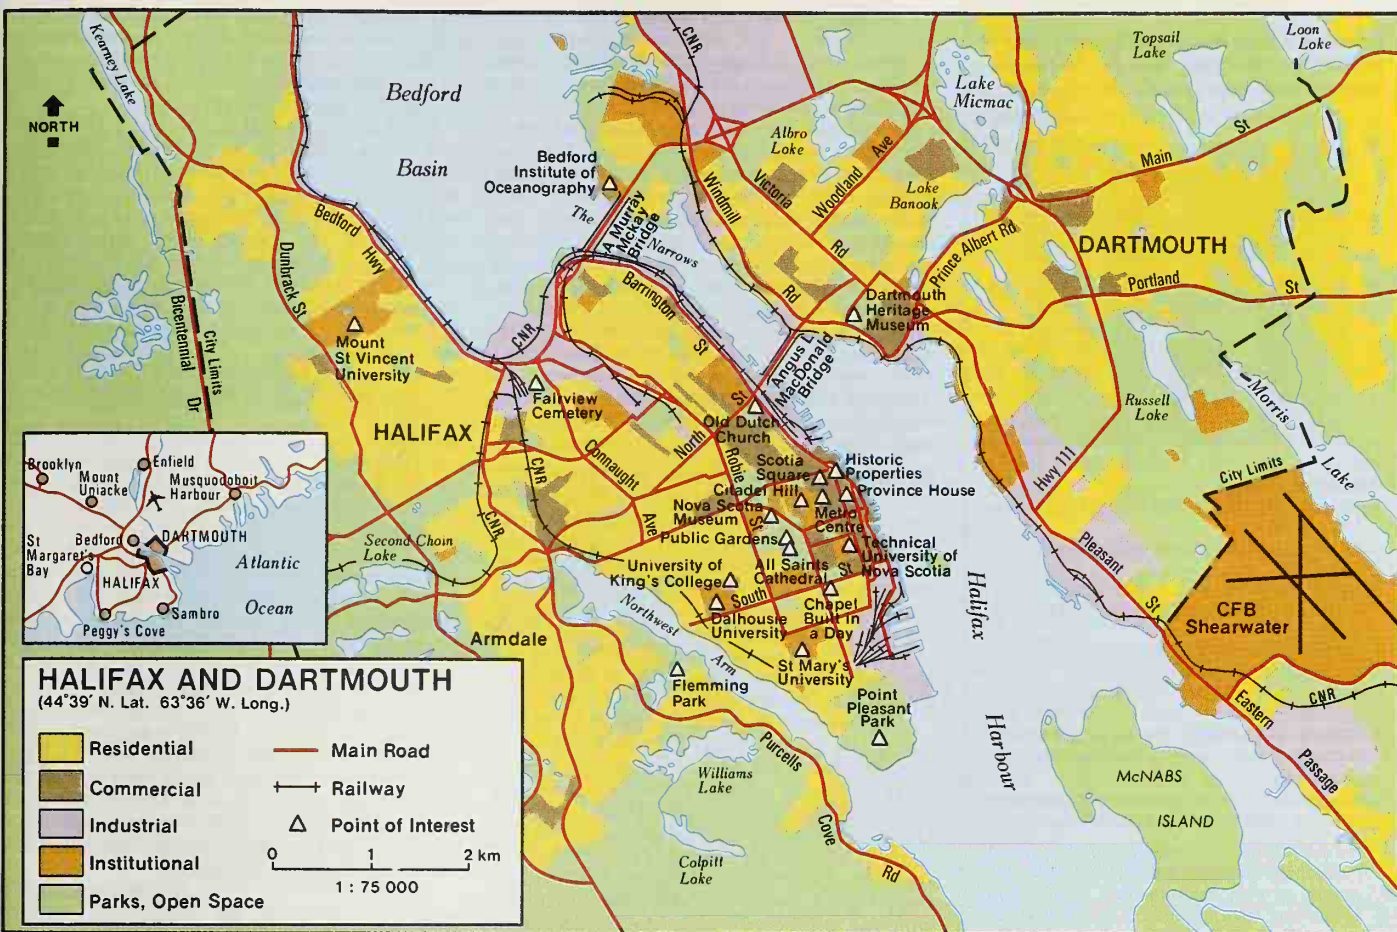 Kearney Lake
NORTH
Bedford
Basin
CNR
Topsail
Lake
Loon
Loke
Lake
Micmac
Albro
Loke
Woodland Ave
Victoria
Rd
Loke
Banook
Main
St
Windmill
Rd
Bedford
Institute of
Oceanography
The
Narrows
A Murray
Mckay
Bridge
Prince Albert Rd
DARTMOUTH
Portland
St
Bedford
Hwy
Dunbrack St
Bicentennial
Dr
City Limits
Barrington
St
CNR
Dartmouth
Heritage
Museum
Angus L
MacDonald
Bridge
Mount
St Vincent
University
Fairview
Cemetery
HALIFAX
Russell
Loke
Morris
Lake
Hwy 111
City Limits
Old Dutch
Church
North
St
Robie
St
Connaught
Ave
CNR
CNR
Scotia
Square
Historic
Properties
Citadel Hill
Province House
Metro
Centre
Nova Scotia
Museum
Public Gardens
Technical
University of
Nova Scotia
All Saints
Cathedral
University of
King's College
South
St
Dalhousie
University
Chapel
Built in
a Day
St Mary's
University
Second Chain
Loke
Armdale
Northwest
Arm
Flemming
Park
Point
Pleasant
Park
Halifax
Harbour
Pleasant
St
CFB
Shearwater
CNR
Eastern
Passage
McNABS
ISLAND
Williams
Lake
Colpitt
Loke
Purcells
Cove
Rd
Brooklyn
Enfield
Mount
Uniacke
Musquodoboit
Harbour
St
Margaret's
Bay
Bedford
DARTMOUTH
HALIFAX
Atlantic
Ocean
Sambro
Peggy's Cove
HALIFAX AND DARTMOUTH
(44°39′ N. Lat. 63°36′ W. Long.)
Residential
Commercial
Industrial
Institutional
Parks, Open Space
Main Road
Railway
Point of Interest
0 1 2 km
1 : 75 000